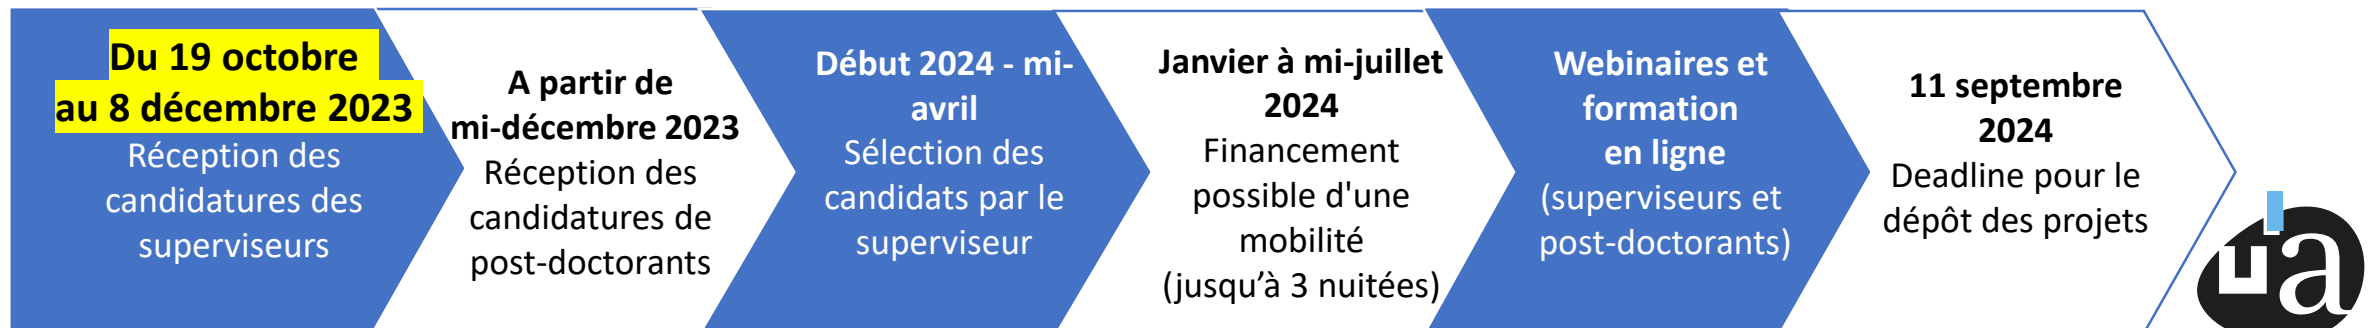 Du 19 octobre
au 8 décembre 2023
Réception des
candidatures des
superviseurs
A partir de
mi-décembre 2023
Réception des
candidatures de
post-doctorants
Début 2024 - mi-
avril
Sélection des
candidats par le
superviseur
Janvier à mi-juillet
2024
Financement
possible d'une
mobilité
(jusqu’à 3 nuitées)
Webinaires et
formation
en ligne
(superviseurs et
post-doctorants)
11 septembre
2024
Deadline pour le
dépôt des projets
ua